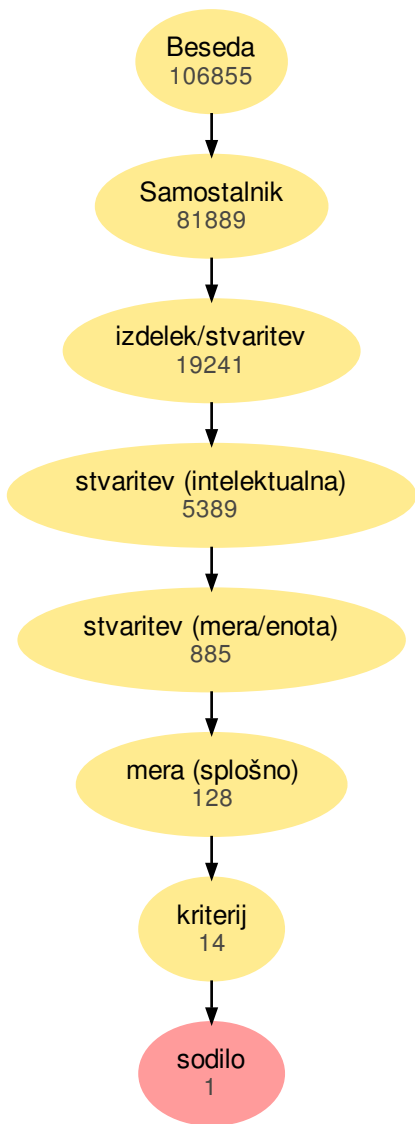 Beseda
106855
Samostalnik
81889
izdelek/stvaritev
19241
stvaritev (intelektualna)
5389
stvaritev (mera/enota)
885
mera (splošno)
128
kriterij
14
sodilo
1